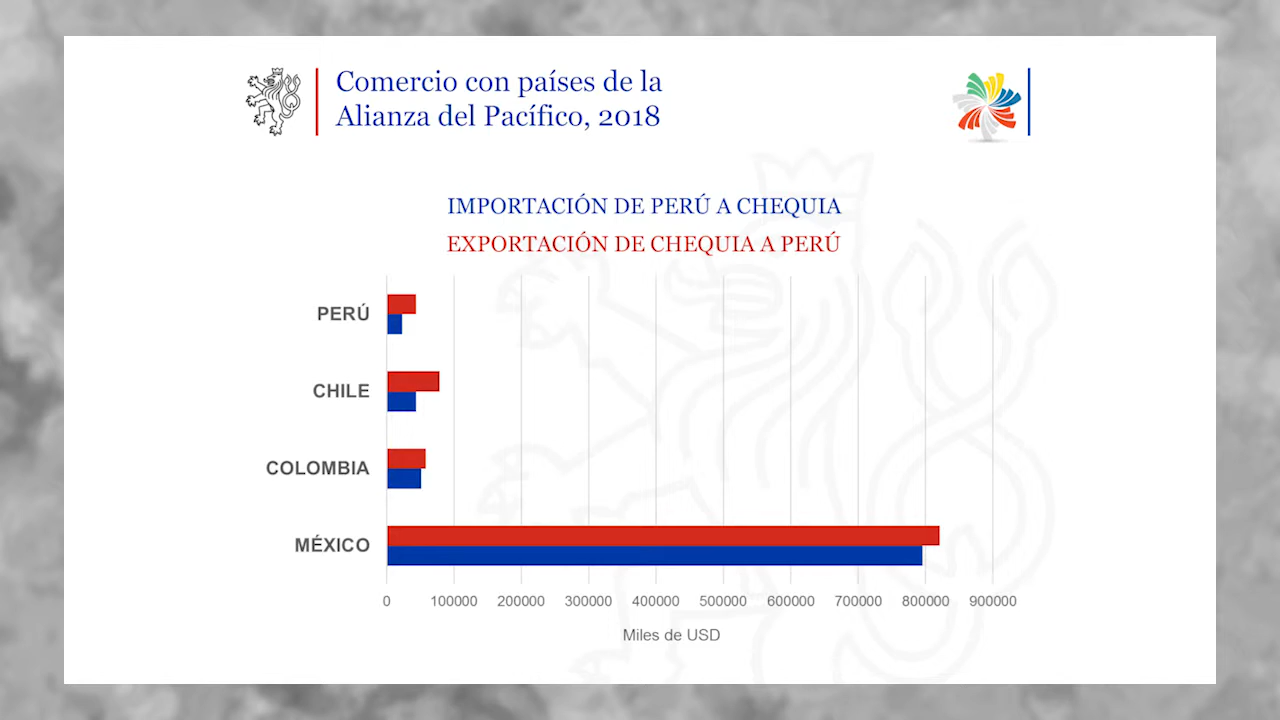 Comercio con países de la
Alianza del Pacífico, 2018
IMPORTACIÓN DE PERÚ A CHEQUIA
EXPORTACIÓN DE CHEQUIA A PERÚ
PERÚ
CHILE
COLOMBIA
MÉXICO
0 100000 200000 300000 400000 500000 600000 700000 800000 900000
Miles de USD